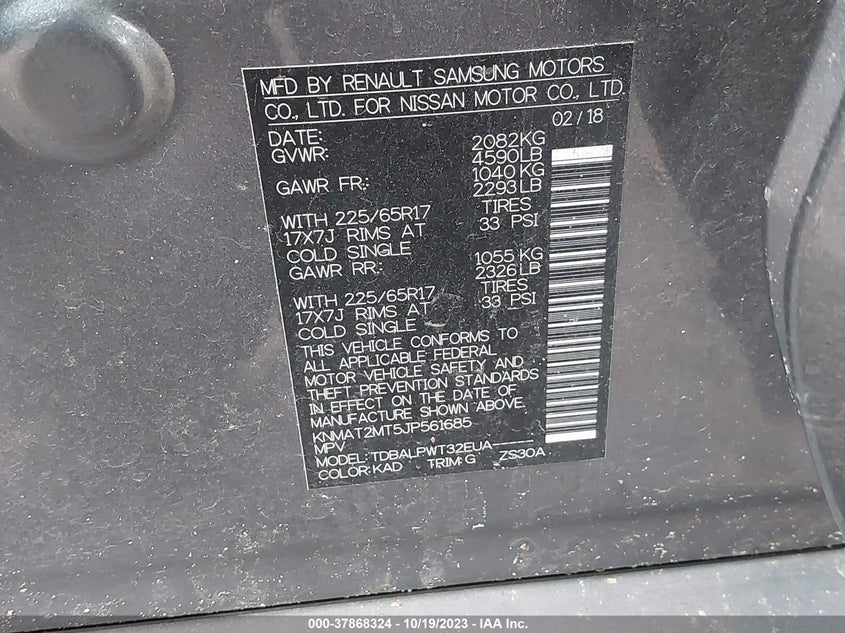 MFD BY RENAULT SAMSUNG MOTORS
CO., LTD. FOR NISSAN MOTOR CO., LTD.
DATE: 02/18
GVWR: 2082KG
4590LB
GAWR FR: 1040 KG
2293LB
WITH 225/65R17 TIRES
17X7J RIMS AT 33 PSI
COLD SINGLE
GAWR RR: 1055 KG
2326LB
WITH 225/65R17 TIRES
17X7J RIMS AT 33 PSI
COLD SINGLE
THIS VEHICLE CONFORMS TO
ALL APPLICABLE FEDERAL
MOTOR VEHICLE SAFETY AND
THEFT PREVENTION STANDARDS
IN EFFECT ON THE DATE OF
MANUFACTURE SHOWN ABOVE.
KNMAT2MT5JP561685
MPV
MODEL: TDBALPWT32EUA-----
COLOR: KAD TRIM: G ZS30A
000-37868324 | 10/19/2023 - IAA Inc.